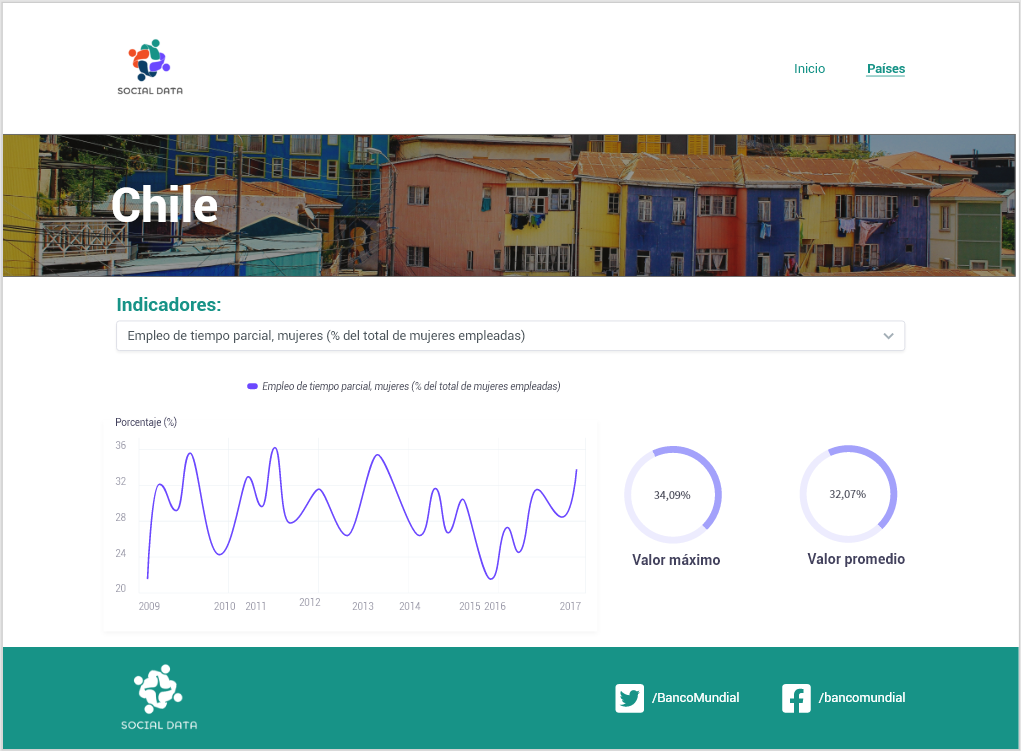 SOCIAL DATA
Inicio
Países
Chile
Indicadores:
Empleo de tiempo parcial, mujeres (% del total de mujeres empleadas)
Empleo de tiempo parcial, mujeres (% del total de mujeres empleadas)
Porcentaje (%)
36
32
28
24
20
2009
2010
2011
2012
2013
2014
2015
2016
2017
34,09%
Valor máximo
32,07%
Valor promedio
SOCIAL DATA
/BancoMundial
/bancomundial